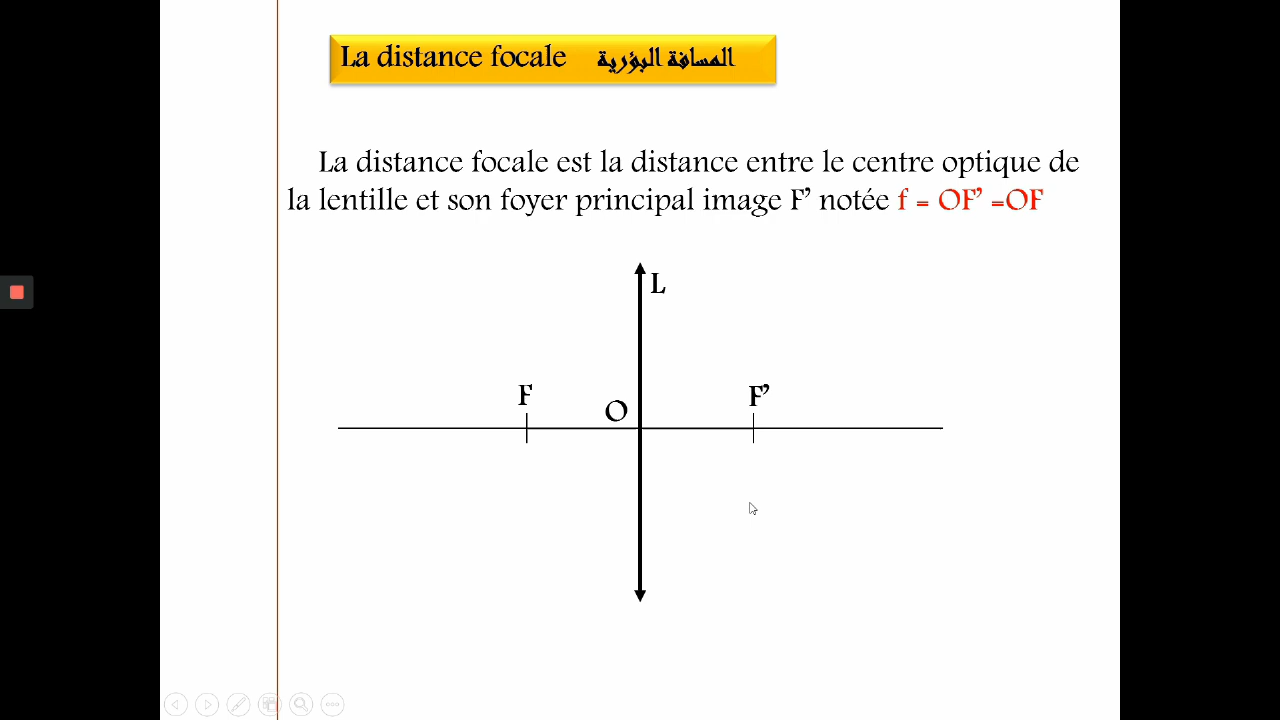 La distance focale المسافة البؤرية
La distance focale est la distance entre le centre optique de
la lentille et son foyer principal image F’ notée f = OF’ =OF
L
F
O
F’